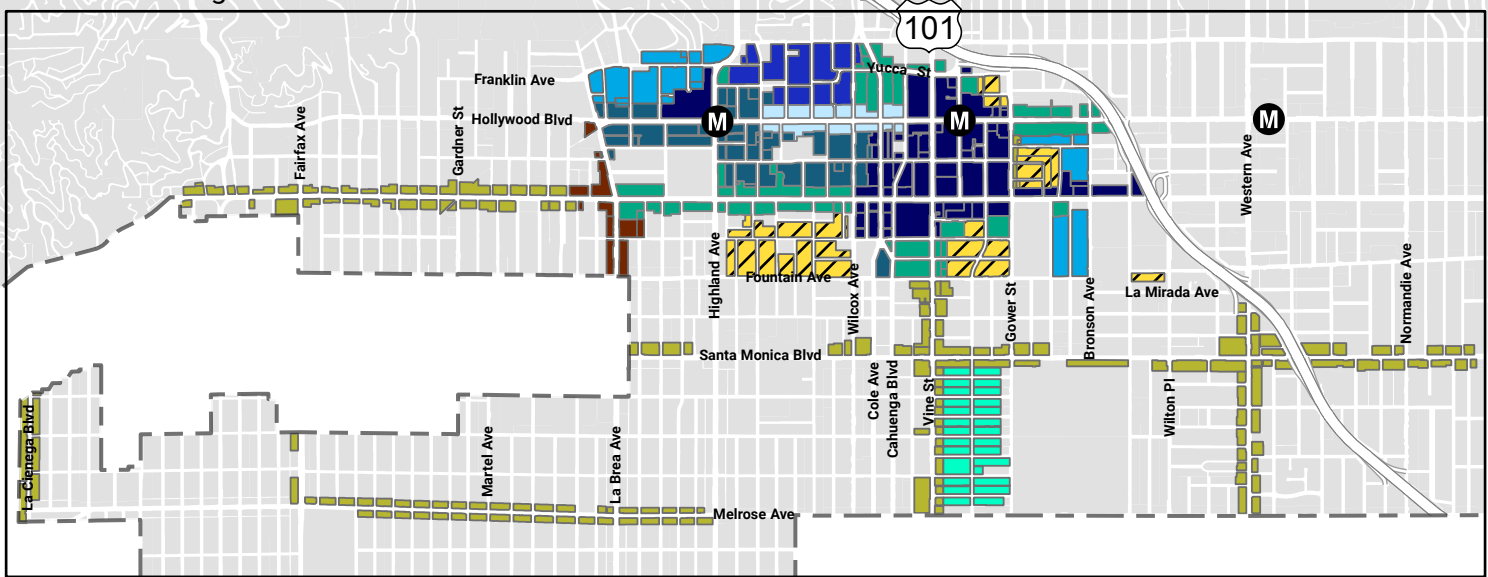 101
Yucca St
Franklin Ave
Hollywood Blvd
M
M
M
Fairfax Ave
Gardner St
Western Ave
Highland Ave
Fountain Ave
Wilcox Ave
Gower St
Bronson Ave
La Mirada Ave
Normandie Ave
Santa Monica Blvd
Cole Ave
Cahuenga Blvd
Vine St
Wilton Pl
La Cienega Blvd
Martel Ave
La Brea Ave
Melrose Ave